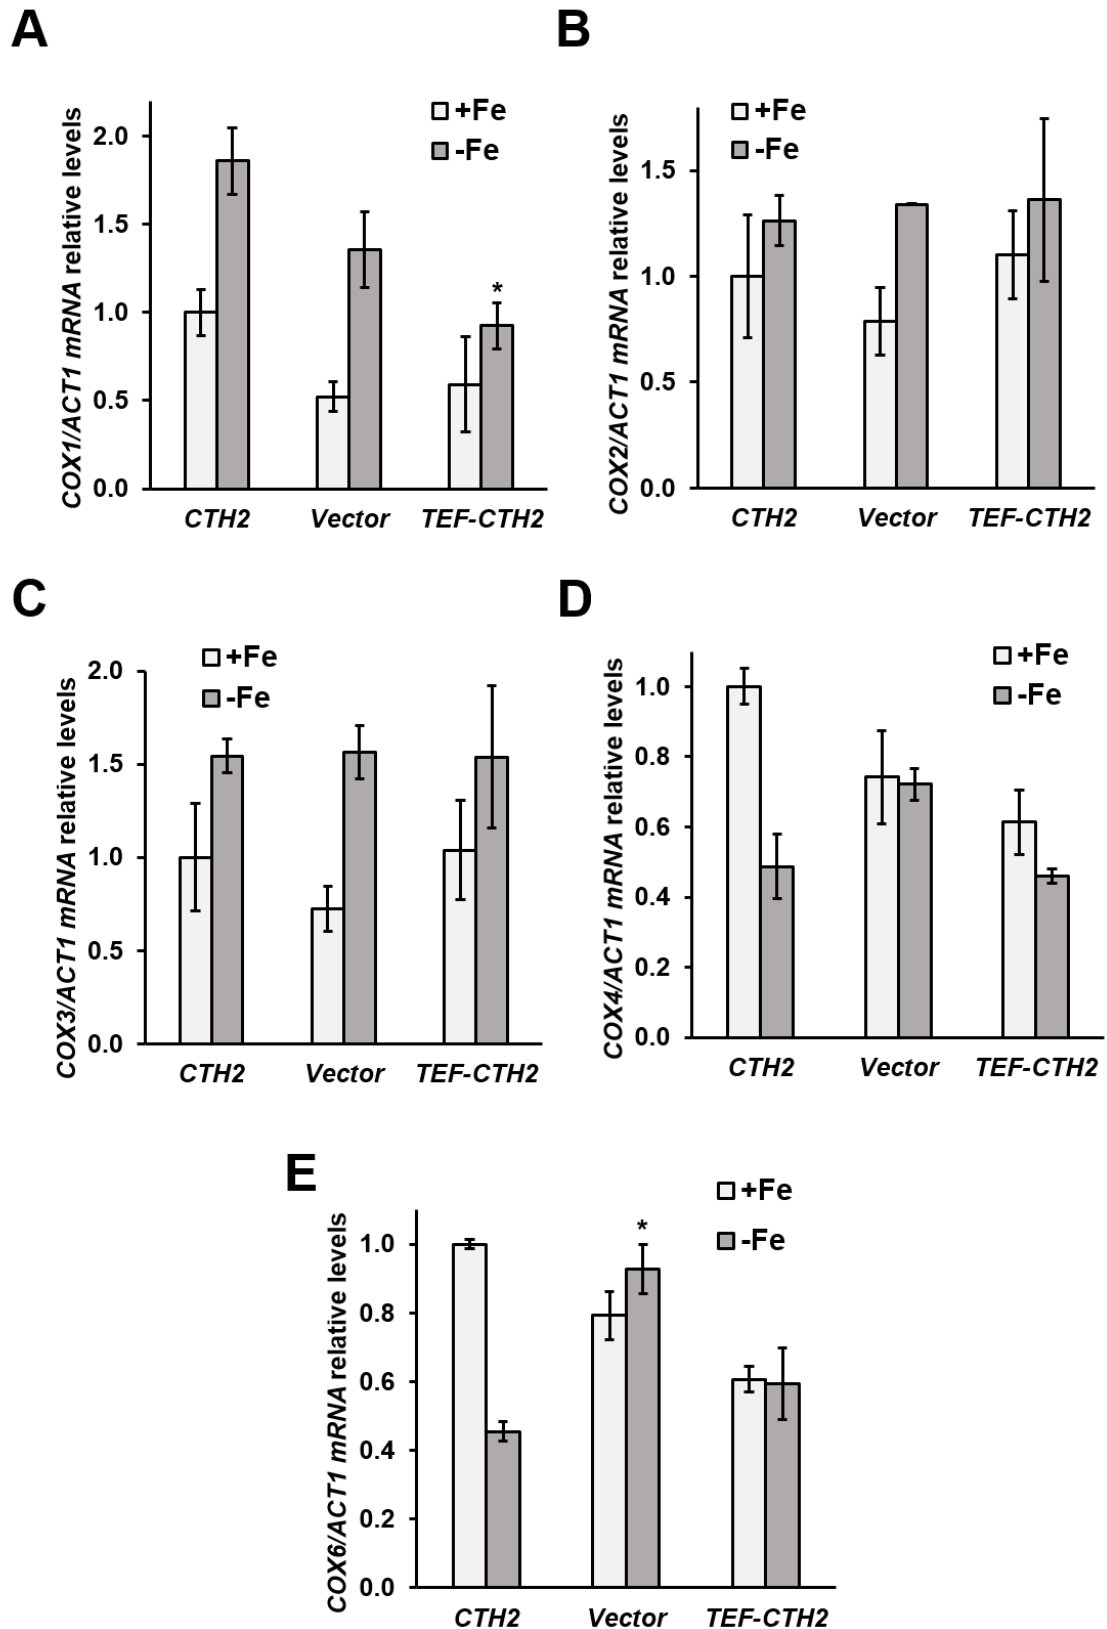 A
COX1/ACT1 mRNA relative levels
2.0
1.5
1.0
0.5
0.0
+Fe
-Fe
*
CTH2 Vector TEF-CTH2
B
COX2/ACT1 mRNA relative levels
1.5
1.0
0.5
0.0
+Fe
-Fe
CTH2 Vector TEF-CTH2
C
COX3/ACT1 mRNA relative levels
2.0
1.5
1.0
0.5
0.0
+Fe
-Fe
CTH2 Vector TEF-CTH2
D
COX4/ACT1 mRNA relative levels
1.0
0.8
0.6
0.4
0.2
0.0
+Fe
-Fe
CTH2 Vector TEF-CTH2
E
COX6/ACT1 mRNA relative levels
1.0
0.8
0.6
0.4
0.2
0.0
+Fe
-Fe
*
CTH2 Vector TEF-CTH2